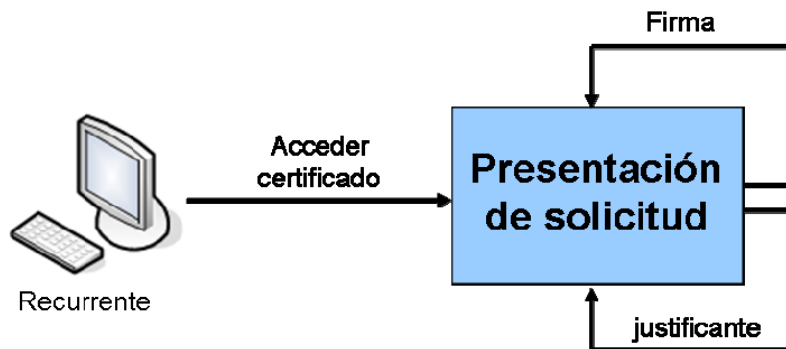 Firma
Acceder
certificado
Presentación
de solicitud
Recurrente
justificante